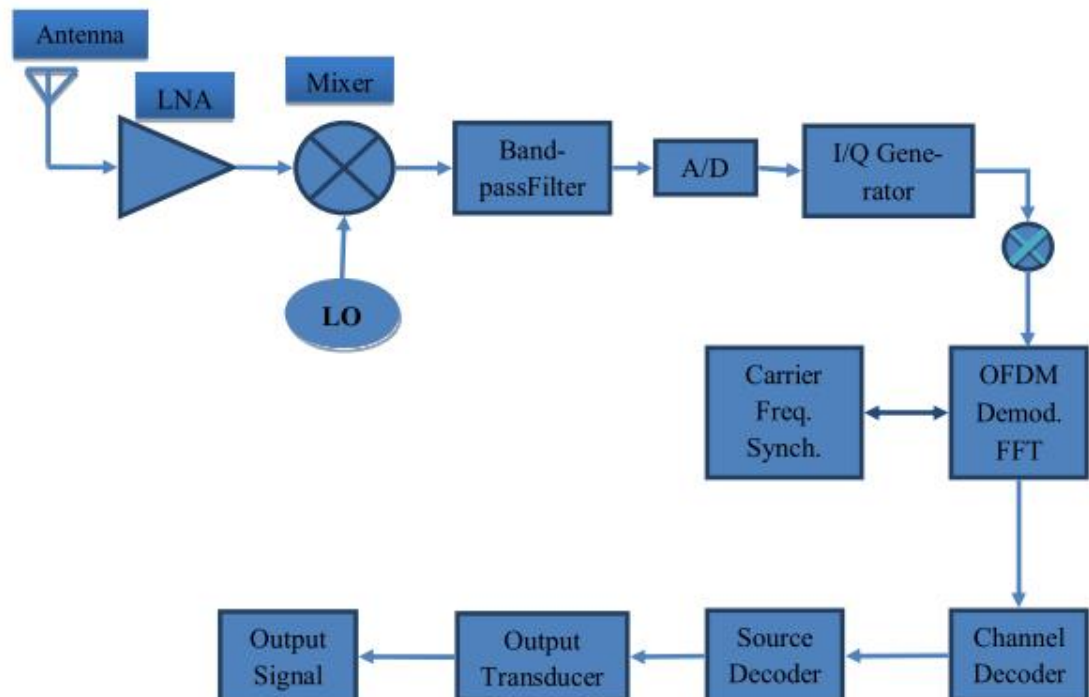 Antenna
LNA
Mixer
Band-
passFilter
A/D
I/Q Gene-
rator
LO
Carrier
Freq.
Synch.
OFDM
Demod.
FFT
Output
Signal
Output
Transducer
Source
Decoder
Channel
Decoder